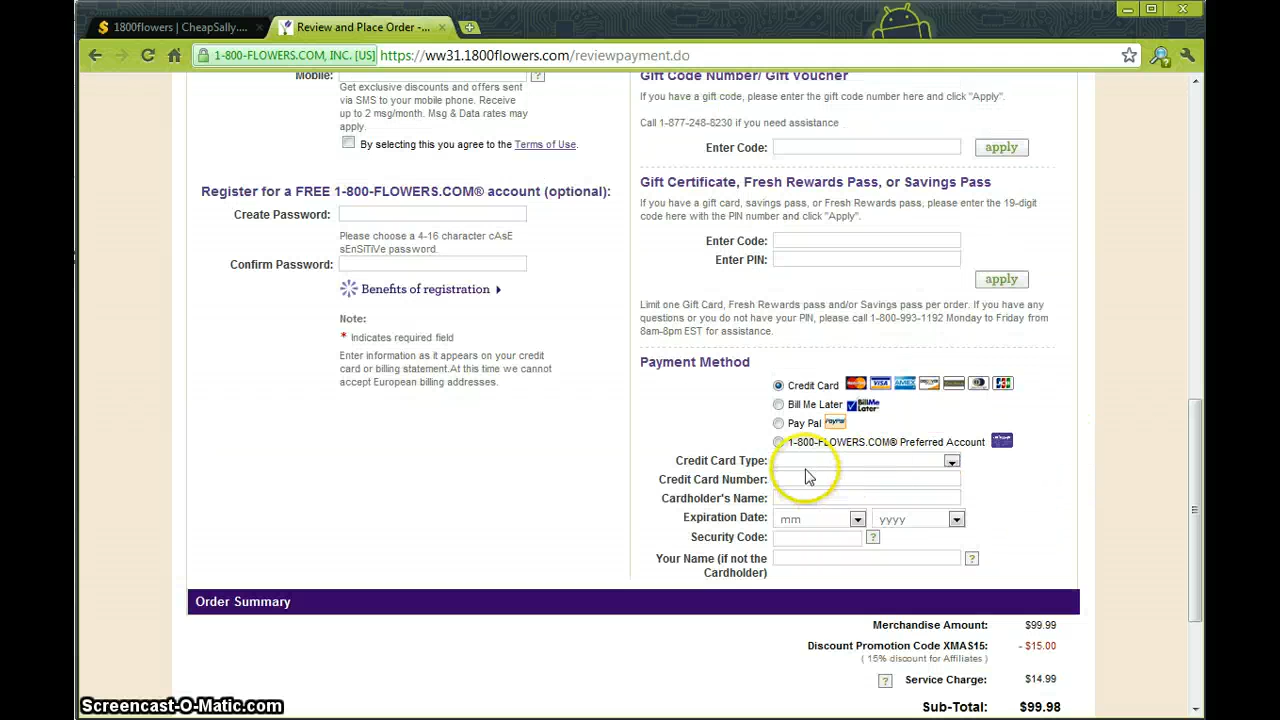 1800flowers | CheapSally....
Review and Place Order -...
1-800-FLOWERS.COM, INC. [US]
https://ww31.1800flowers.com/reviewpayment.do
Mobile:
?
Get exclusive discounts and offers sent
via SMS to your mobile phone. Receive
up to 2 msg/month. Msg & Data rates may
apply.
By selecting this you agree to the Terms of Use.
Register for a FREE 1-800-FLOWERS.COM® account (optional):
Create Password:
Please choose a 4-16 character cAsE
sEnSiTiVe password.
Confirm Password:
Benefits of registration
Note:
* Indicates required field
Enter information as it appears on your credit
card or billing statement.At this time we cannot
accept European billing addresses.
Gift Code Number/ Gift Voucher
If you have a gift code, please enter the gift code number here and click "Apply".
Call 1-877-248-8230 if you need assistance
Enter Code:
apply
Gift Certificate, Fresh Rewards Pass, or Savings Pass
If you have a gift card, savings pass, or Fresh Rewards pass, please enter the 19-digit
code here with the PIN number and click "Apply".
Enter Code:
Enter PIN:
apply
Limit one Gift Card, Fresh Rewards pass and/or Savings pass per order. If you have any
questions or you do not have your PIN, please call 1-800-993-1192 Monday to Friday from
8am-8pm EST for assistance.
Payment Method
Credit Card VISA AMEX JCB
Bill Me Later BillMe Later
Pay Pal PayPal
1-800-FLOWERS.COM® Preferred Account
Credit Card Type:
Credit Card Number:
Cardholder's Name:
Expiration Date: mm yyyy
Security Code: ?
Your Name (if not the ?
Cardholder)
Order Summary
Merchandise Amount: $99.99
Discount Promotion Code XMAS15: - $15.00
( 15% discount for Affiliates )
? Service Charge: $14.99
Sub-Total: $99.98
Screencast-O-Matic.com